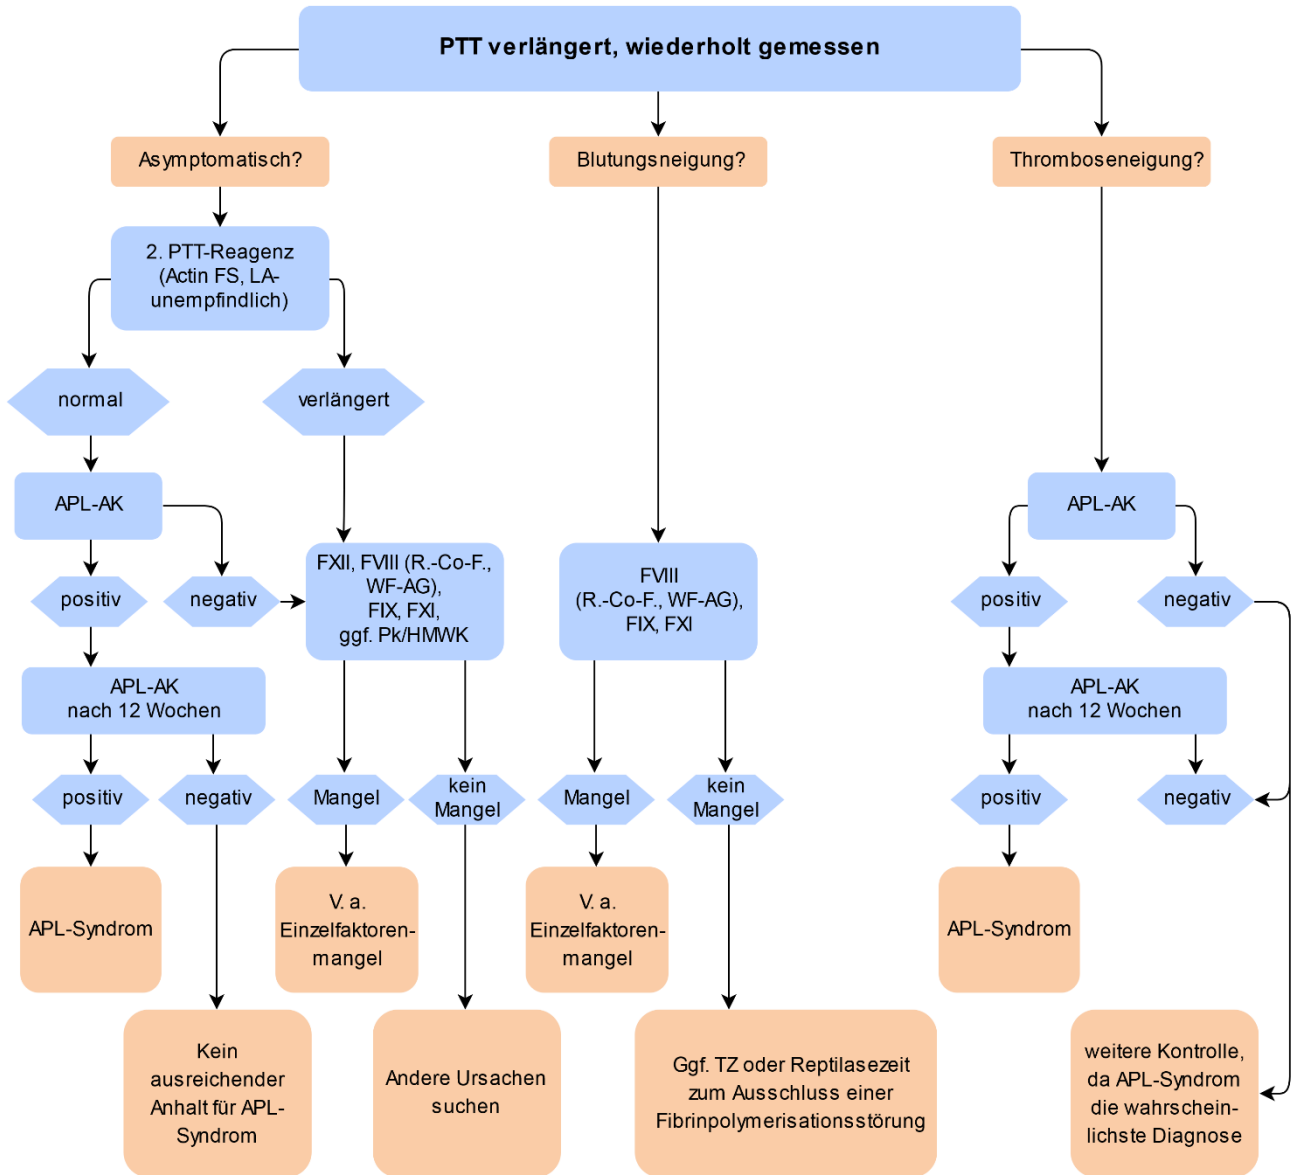 PTT verlängert, wiederholt gemessen
Asymptomatisch?
Blutungsneigung?
Thromboseneigung?
2. PTT-Reagenz
(Actin FS, LA-
unempfindlich)
normal
verlängert
APL-AK
positiv
negativ
FXII, FVIII (R.-Co-F.,
WF-AG),
FIX, FXI,
ggf. Pk/HMWK
FVIII
(R.-Co-F., WF-AG),
FIX, FXI
APL-AK
positiv
negativ
APL-AK
nach 12 Wochen
APL-AK
nach 12 Wochen
positiv
negativ
Mangel
kein
Mangel
Mangel
kein
Mangel
positiv
negativ
APL-Syndrom
V. a.
Einzelfaktoren-
mangel
V. a.
Einzelfaktoren-
mangel
APL-Syndrom
Kein
ausreichender
Anhalt für APL-
Syndrom
Andere Ursachen
suchen
Ggf. TZ oder Reptilasezeit
zum Ausschluss einer
Fibrinpolymerisationsstörung
weitere Kontrolle,
da APL-Syndrom
die wahrschein-
lichste Diagnose